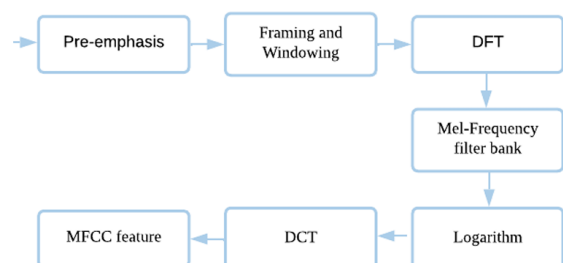 Pre-emphasis
Framing and
Windowing
DFT
Mel-Frequency
filter bank
Logarithm
DCT
MFCC feature